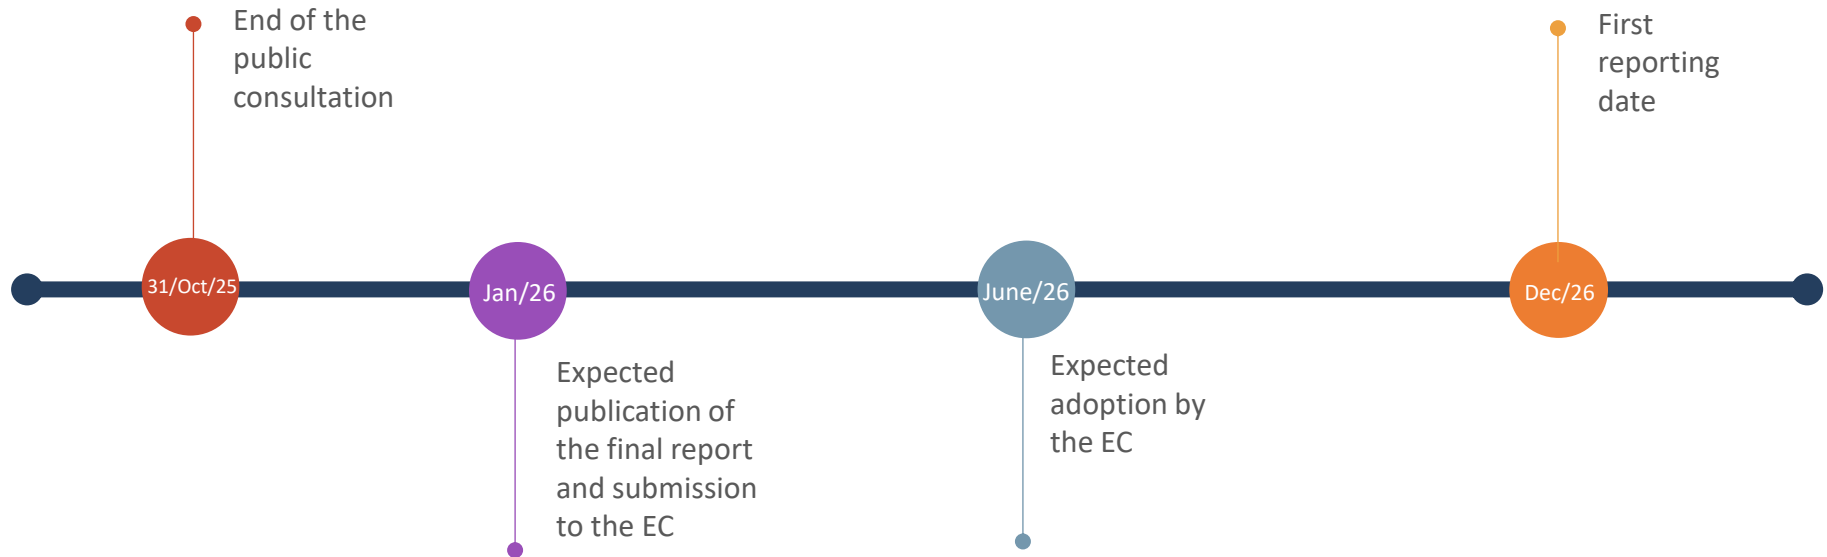 End of the
public
consultation
First
reporting
date
31/Oct/25
Jan/26
June/26
Dec/26
Expected
publication of
the final report
and submission
to the EC
Expected
adoption by
the EC